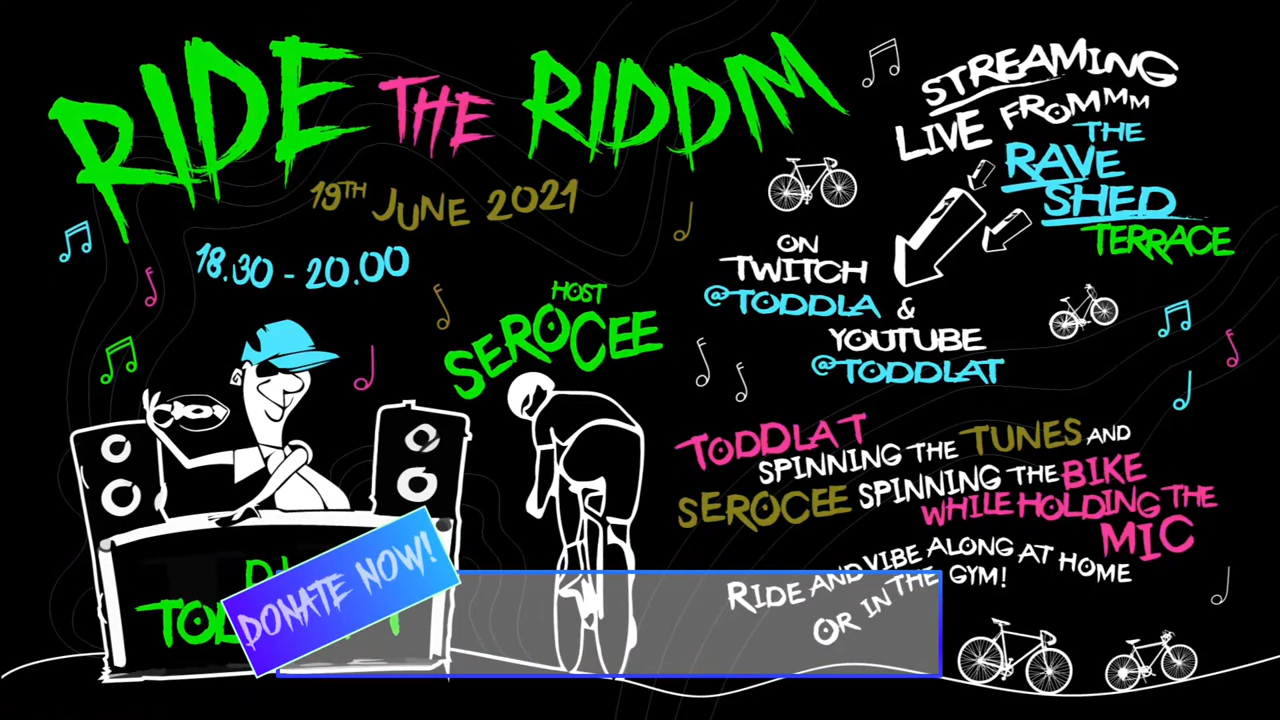 RIDE THE RIDDIM
19TH JUNE 2021
18.30 - 20.00
STREAMING
LIVE FROMMM
THE
RAVE
SHED
TERRACE
ON
TWITCH
@TODDLA &
YOUTUBE
@TODDLAT
HOST
SEROCEE
TODDLA T
SPINNING THE TUNES AND
SEROCEE SPINNING THE BIKE
WHILE HOLDING THE
MIC
RIDE AND VIBE ALONG AT HOME
OR IN THE GYM!
DONATE NOW!